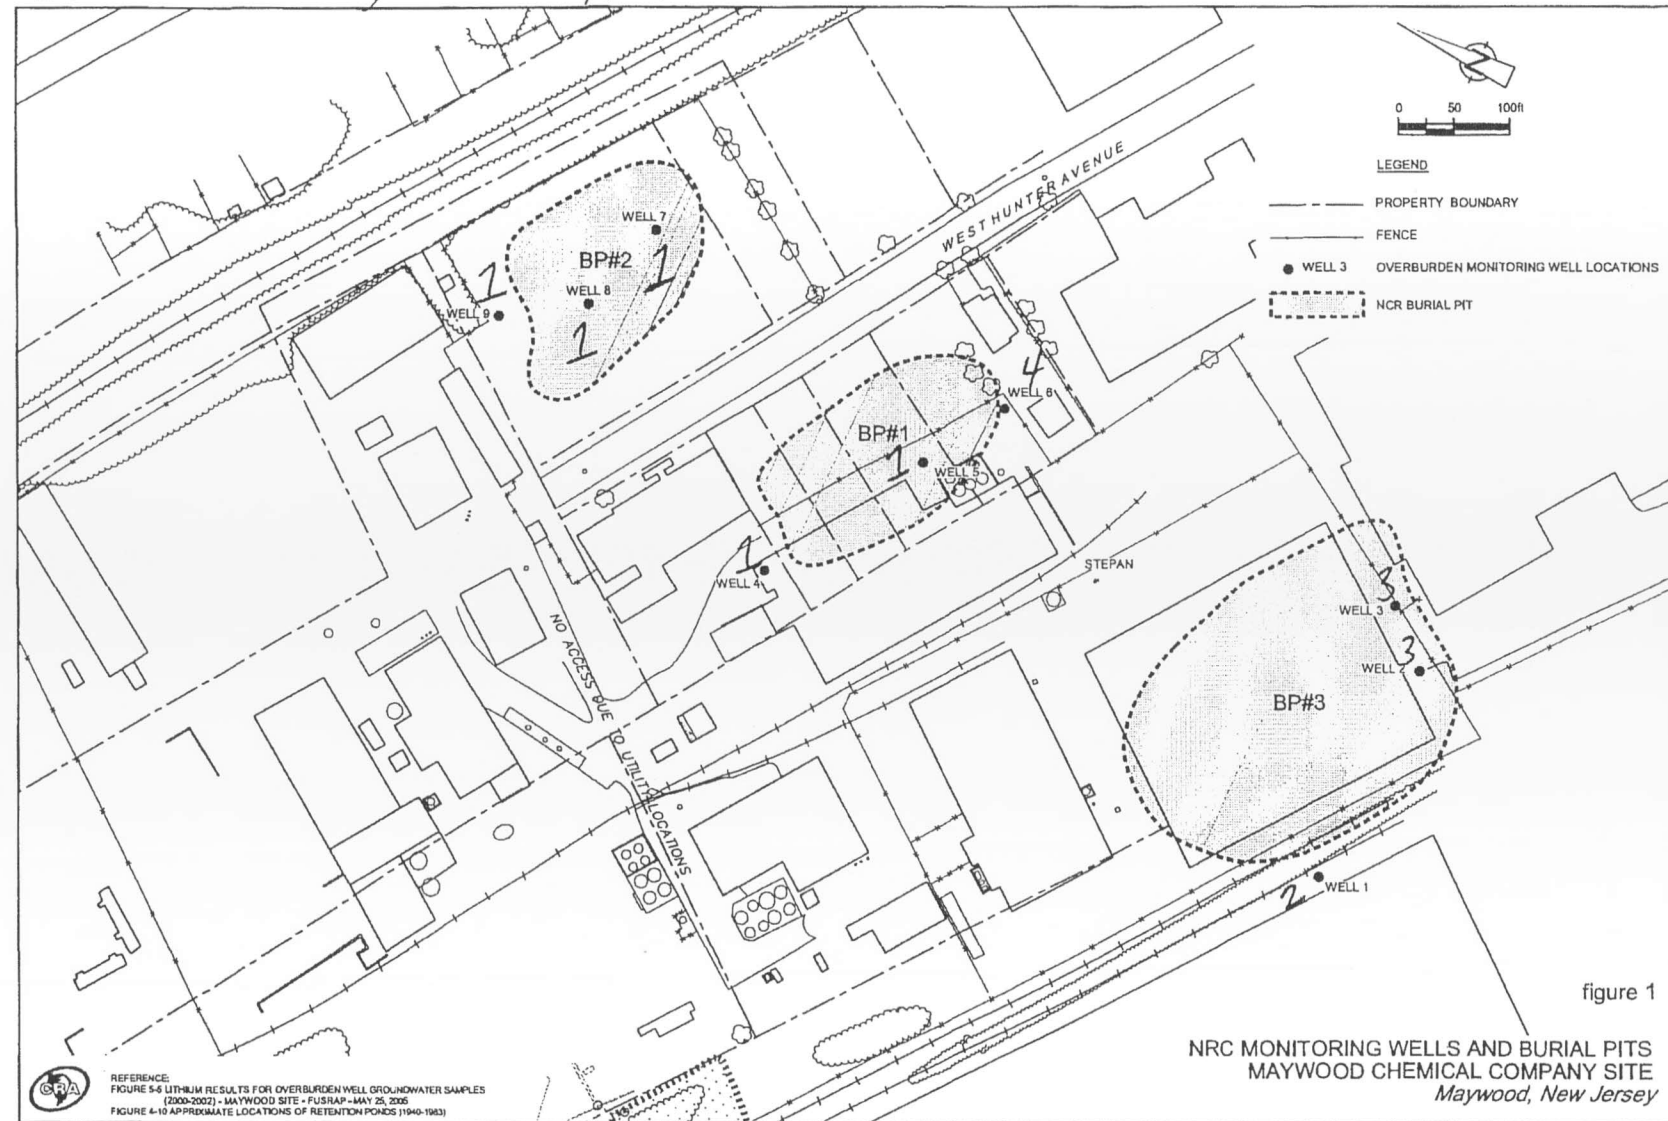 0 50 100ft
LEGEND
PROPERTY BOUNDARY
FENCE
WELL 3 OVERBURDEN MONITORING WELL LOCATIONS
NCR BURIAL PIT
WEST HUNTER AVENUE
WELL 7
BP#2
1
1
WELL 8
WELL 9
1
4
WELL 6
BP#1
1
WELL 5
1
WELL 4
STEPAN
3
WELL 3
3
WELL 2
BP#3
NO ACCESS DUE TO UTILITY LOCATIONS
WELL 1
2
figure 1
NRC MONITORING WELLS AND BURIAL PITS
MAYWOOD CHEMICAL COMPANY SITE
Maywood, New Jersey
CRA
REFERENCE:
FIGURE 5-6 LITHIUM RESULTS FOR OVERBURDEN WELL GROUNDWATER SAMPLES
(2000-2002) - MAYWOOD SITE - FUSRAP - MAY 25, 2005
FIGURE 4-10 APPROXIMATE LOCATIONS OF RETENTION PONDS (1940-1983)